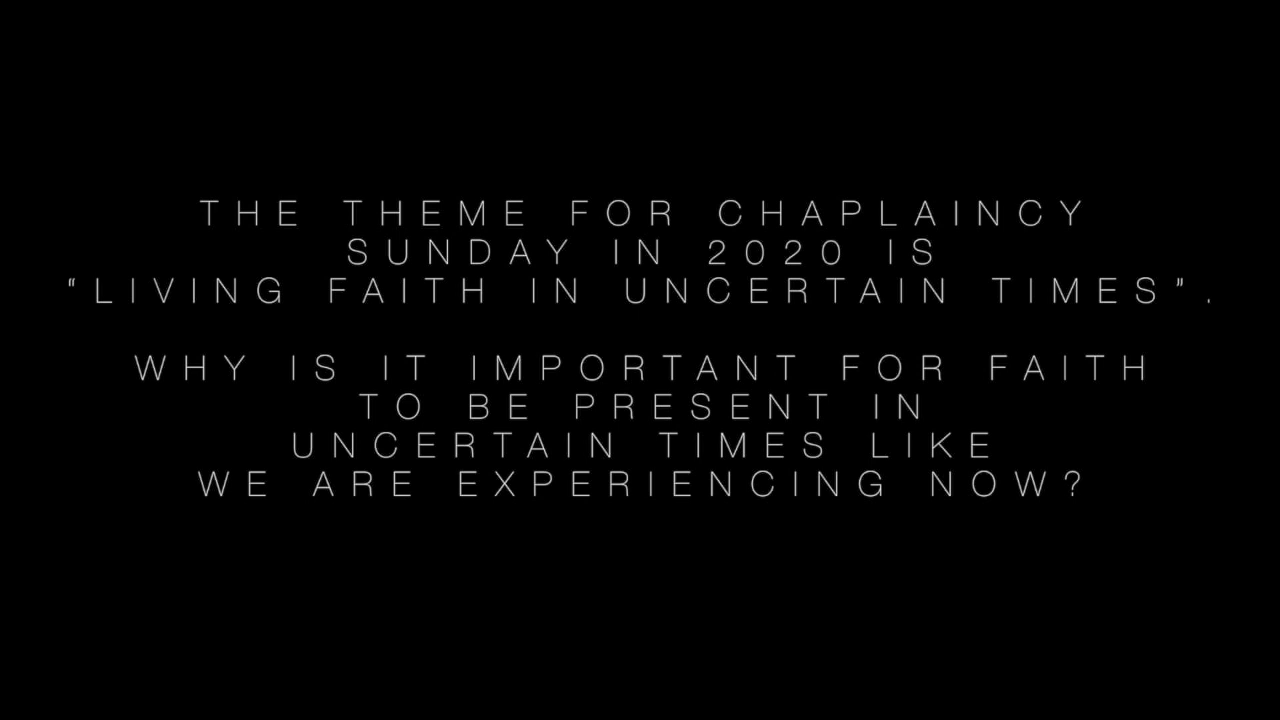 THE THEME FOR CHAPLAINCY
SUNDAY IN 2020 IS
"LIVING FAITH IN UNCERTAIN TIMES".
WHY IS IT IMPORTANT FOR FAITH
TO BE PRESENT IN
UNCERTAIN TIMES LIKE
WE ARE EXPERIENCING NOW?